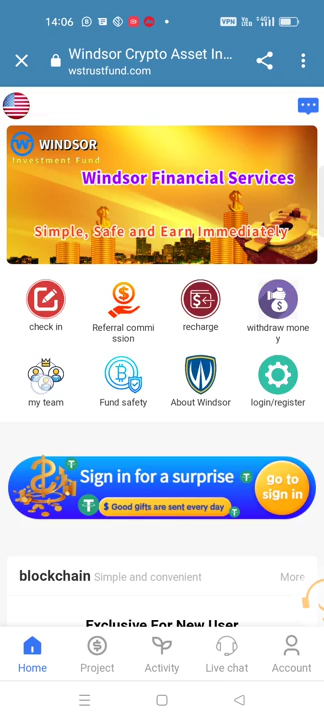 14:06
VPN
Windsor Crypto Asset In...
wstrustfund.com
WINDSOR
Investment Fund
Windsor Financial Services
Simple, Safe and Earn Immediately
check in
Referral commi
ssion
recharge
withdraw mone
y
my team
Fund safety
About Windsor
login/register
Sign in for a surprise
$ Good gifts are sent every day
go to
sign in
blockchain Simple and convenient More
Exclusive For New User
Home
Project
Activity
Live chat
Account